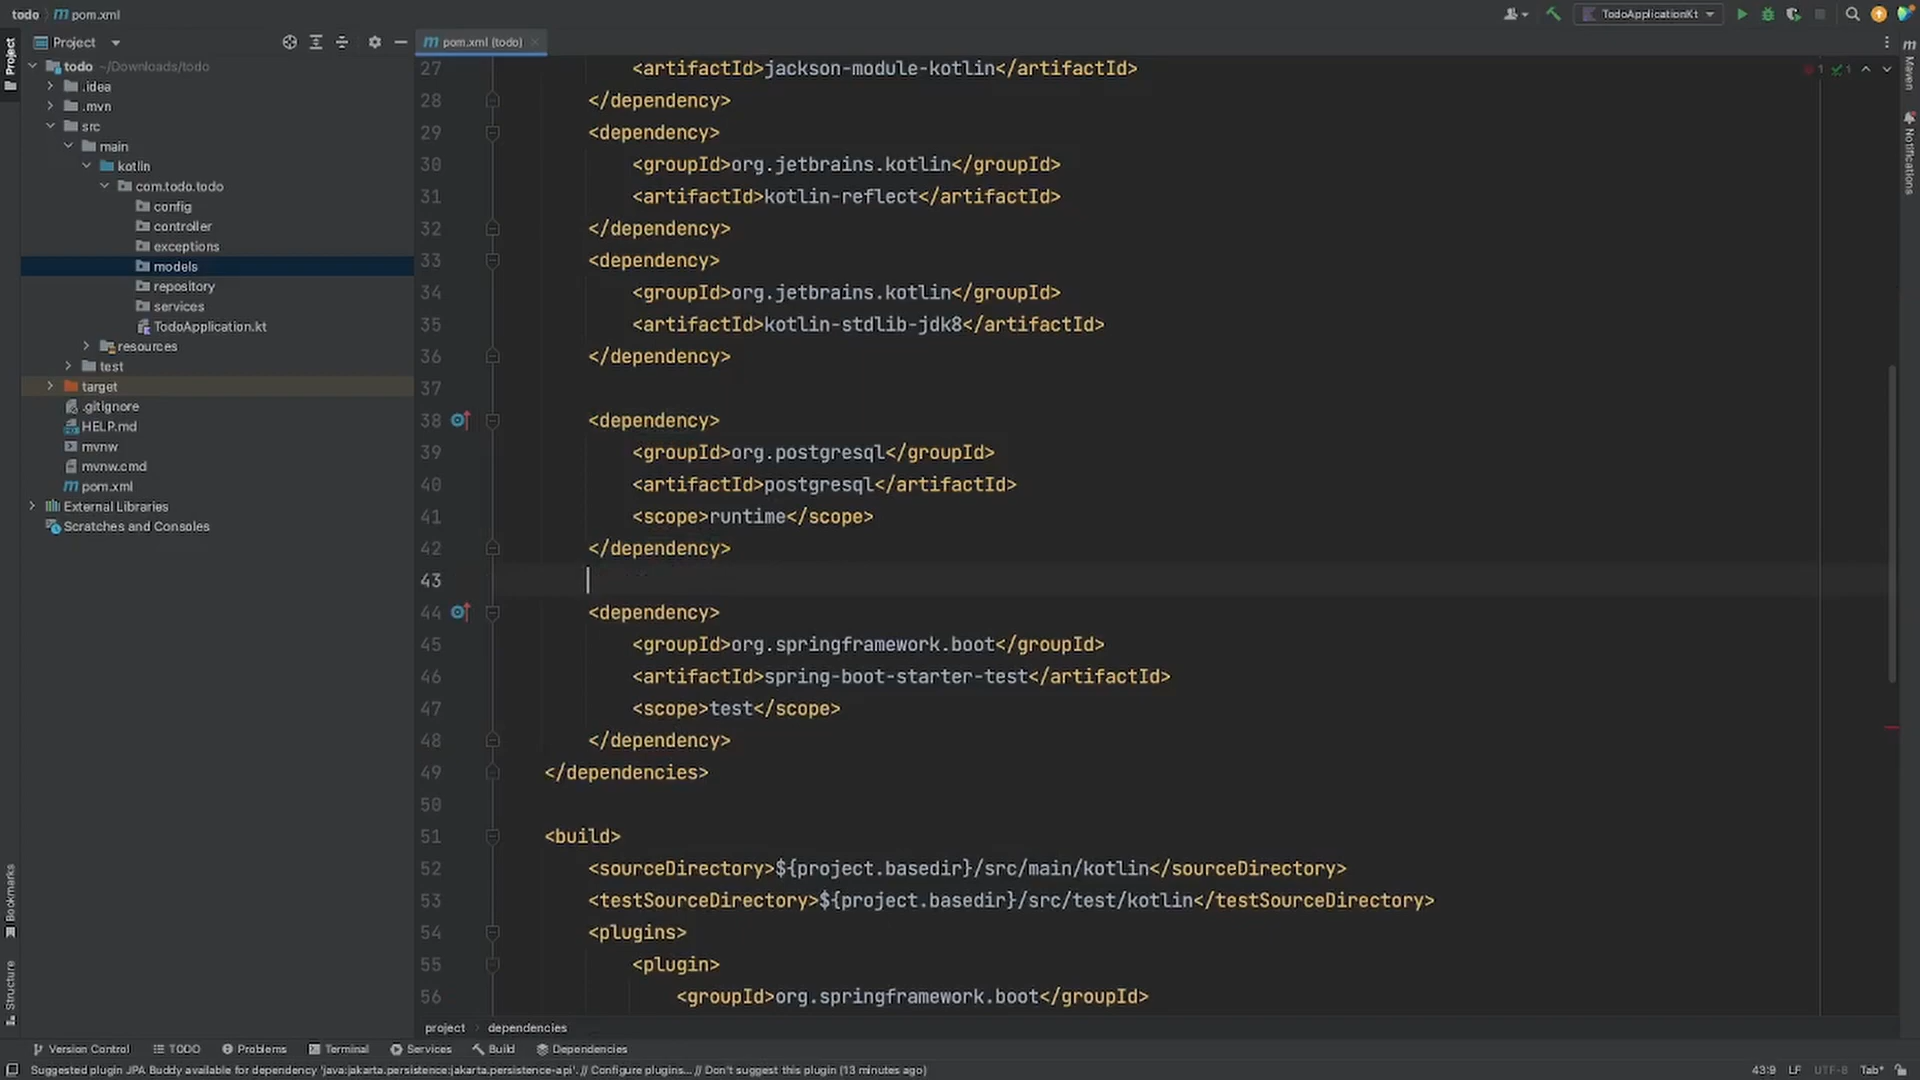 todo pom.xml
TodoApplicationKt
Project
pom.xml (todo)
todo ~/Downloads/todo
.idea
.mvn
src
main
kotlin
com.todo.todo
config
controller
exceptions
models
repository
services
TodoApplication.kt
resources
test
target
.gitignore
HELP.md
mvnw
mvnw.cmd
pom.xml
External Libraries
Scratches and Consoles
27 <artifactId>jackson-module-kotlin</artifactId>
28 </dependency>
29 <dependency>
30 <groupId>org.jetbrains.kotlin</groupId>
31 <artifactId>kotlin-reflect</artifactId>
32 </dependency>
33 <dependency>
34 <groupId>org.jetbrains.kotlin</groupId>
35 <artifactId>kotlin-stdlib-jdk8</artifactId>
36 </dependency>
37
38 <dependency>
39 <groupId>org.postgresql</groupId>
40 <artifactId>postgresql</artifactId>
41 <scope>runtime</scope>
42 </dependency>
43
44 <dependency>
45 <groupId>org.springframework.boot</groupId>
46 <artifactId>spring-boot-starter-test</artifactId>
47 <scope>test</scope>
48 </dependency>
49 </dependencies>
50
51 <build>
52 <sourceDirectory>${project.basedir}/src/main/kotlin</sourceDirectory>
53 <testSourceDirectory>${project.basedir}/src/test/kotlin</testSourceDirectory>
54 <plugins>
55 <plugin>
56 <groupId>org.springframework.boot</groupId>
1 1
Project
Bookmarks
Structure
Maven
Notifications
project dependencies
Version Control TODO Problems Terminal Services Build Dependencies
Suggested plugin JPA Buddy available for dependency 'java:jakarta.persistence:jakarta.persistence-api'. // Configure plugins... // Don't suggest this plugin (13 minutes ago) 43:9 LF UTF-8 Tab*